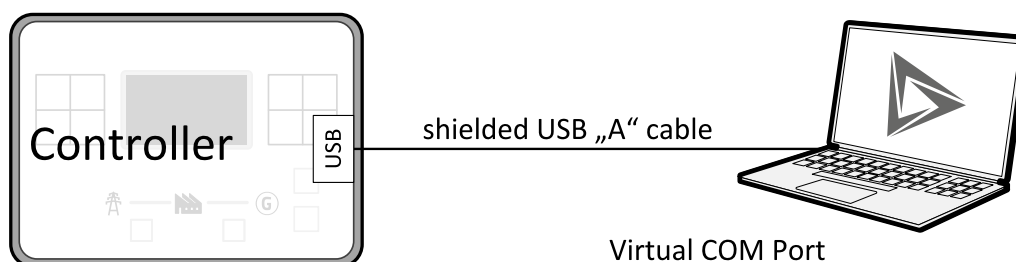 Controller
USB
shielded USB „A“ cable
G
Virtual COM Port